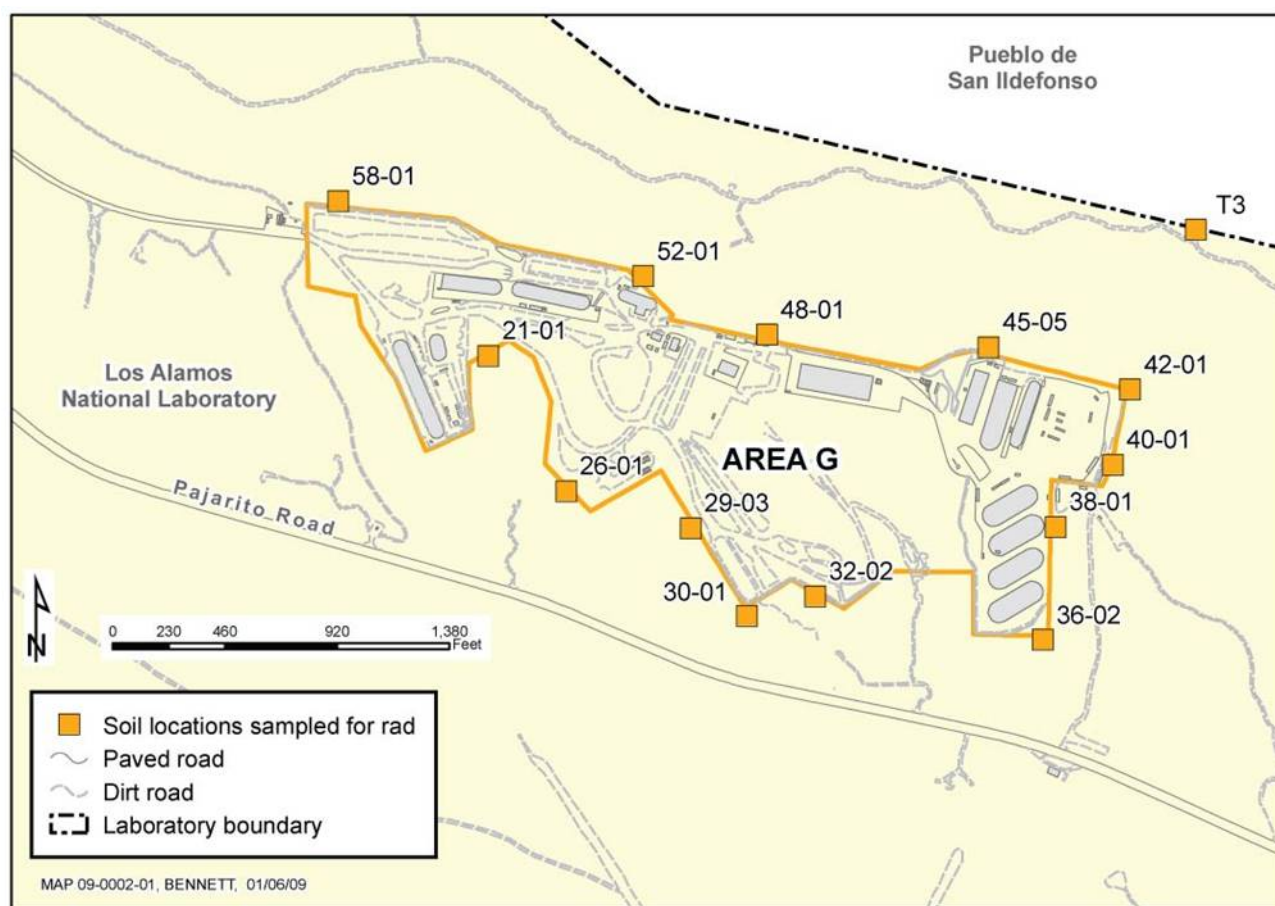 Pueblo de
San Ildefonso
58-01
T3
52-01
48-01
45-05
21-01
42-01
Los Alamos
National Laboratory
40-01
AREA G
26-01
38-01
Pajarito Road
29-03
32-02
30-01
36-02
N
0 230 460 920 1,380
Feet
Soil locations sampled for rad
Paved road
Dirt road
Laboratory boundary
MAP 09-0002-01, BENNETT, 01/06/09